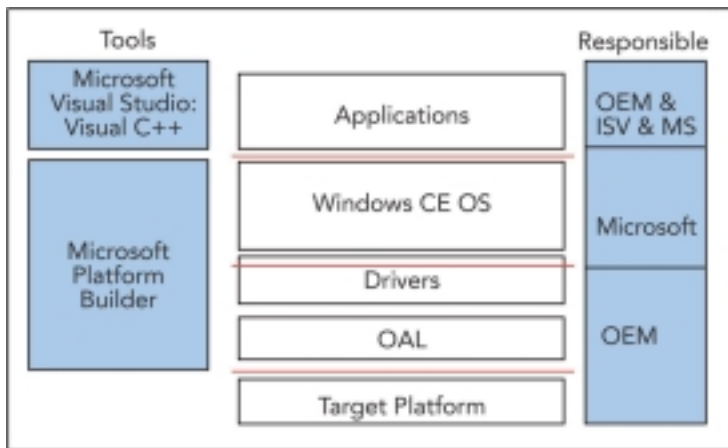 Tools
Responsible
Microsoft
Visual Studio:
Visual C++
Applications
OEM &
ISV & MS
Windows CE OS
Microsoft
Microsoft
Platform
Builder
Drivers
OAL
OEM
Target Platform